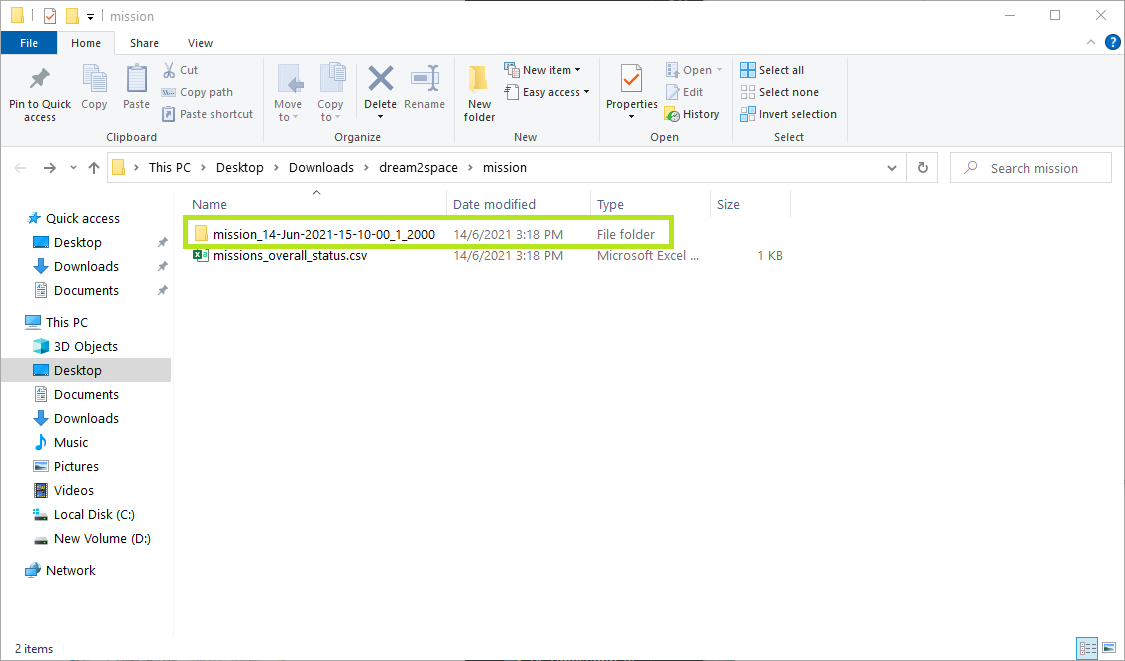 mission
File Home Share View
Pin to Quick access
Copy
Paste
Cut
Copy path
Paste shortcut
Clipboard
Move to
Copy to
Delete
Rename
Organize
New folder
New item
Easy access
New
Properties
Open
Edit
History
Open
Select all
Select none
Invert selection
Select
This PC > Desktop > Downloads > dream2space > mission
Search mission
Name Date modified Type Size
mission_14-Jun-2021-15-10-00_1_2000 14/6/2021 3:18 PM File folder
missions_overall_status.csv 14/6/2021 3:18 PM Microsoft Excel ... 1 KB
Quick access
Desktop
Downloads
Documents
This PC
3D Objects
Desktop
Documents
Downloads
Music
Pictures
Videos
Local Disk (C:)
New Volume (D:)
Network
2 items